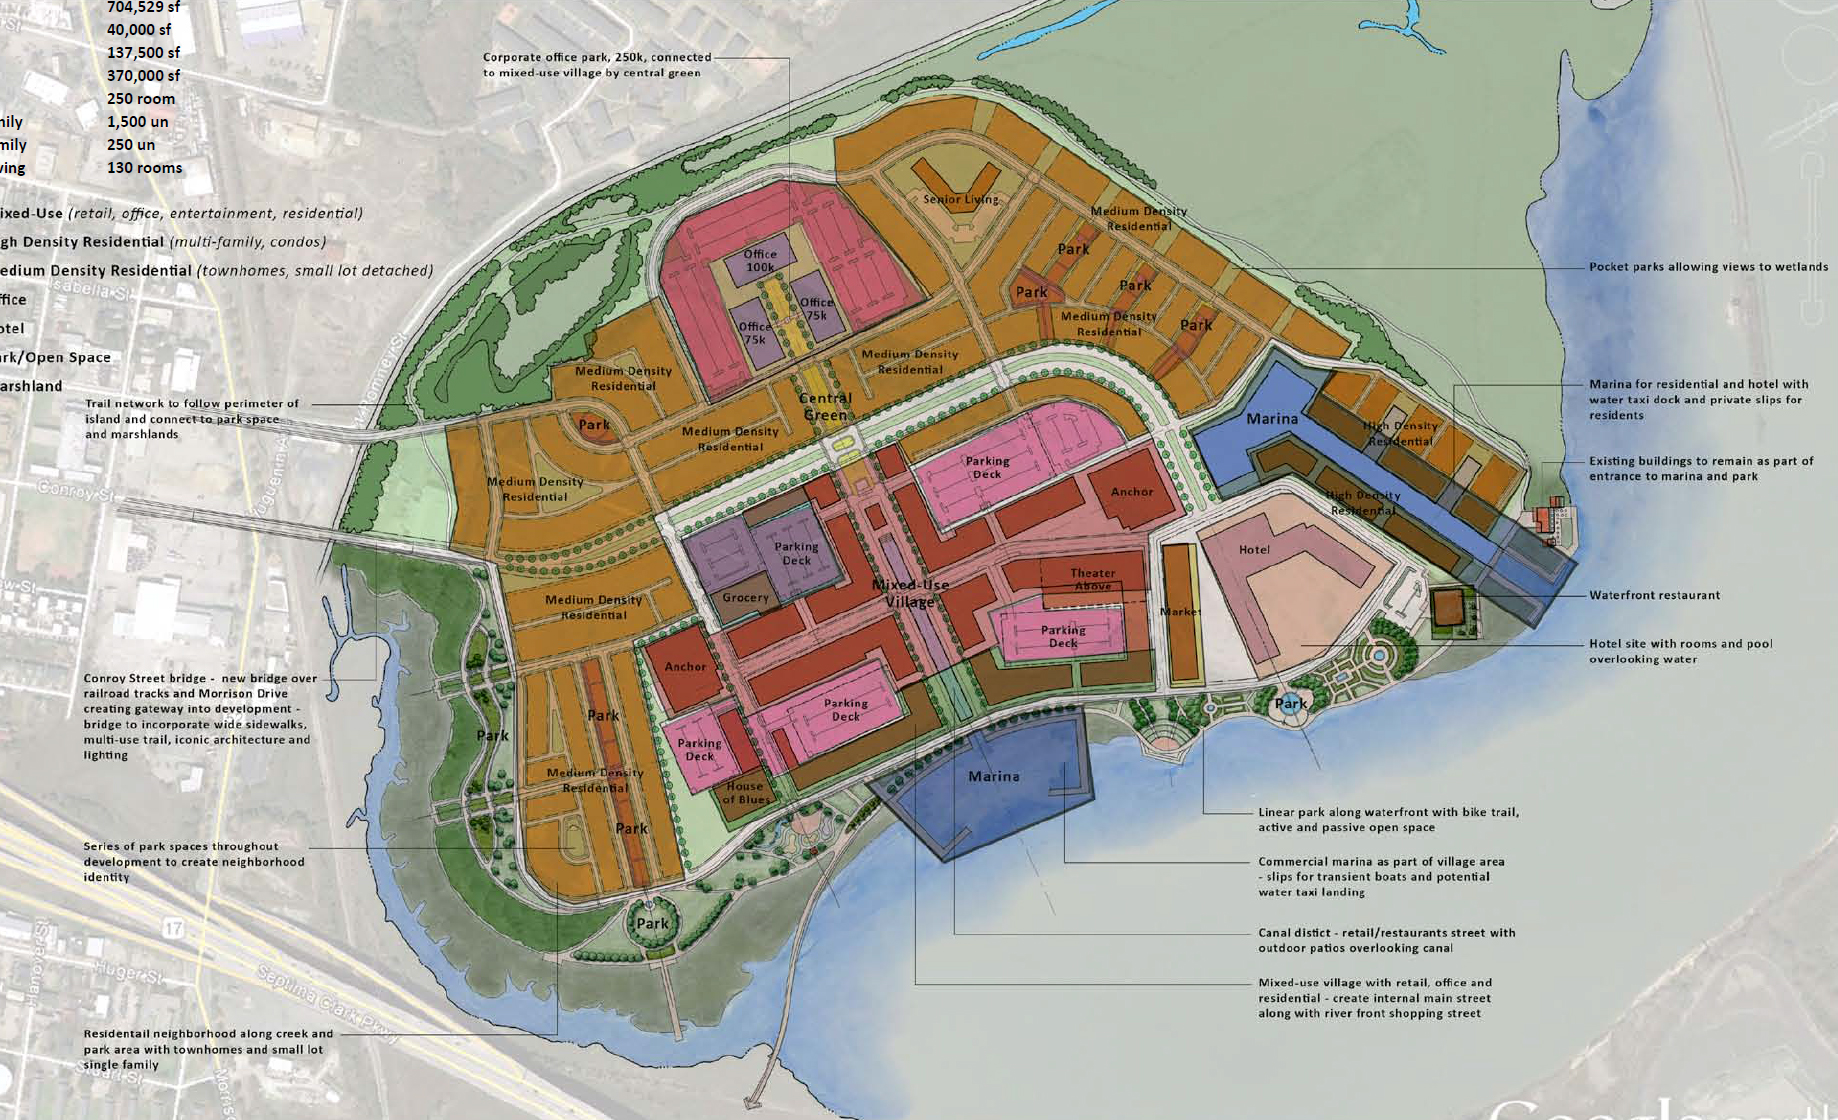 704,529 sf
40,000 sf
137,500 sf
370,000 sf
250 room
nily 1,500 un
mily 250 un
ving 130 rooms
ixed-Use (retail, office, entertainment, residential)
gh Density Residential (multi-family, condos)
edium Density Residential (townhomes, small lot detached)
ffice
otel
ark/Open Space
arshland
Corporate office park, 250k, connected
to mixed-use village by central green
Trail network to follow perimeter of
island and connect to park space
and marshlands
Conroy Street bridge - new bridge over
railroad tracks and Morrison Drive
creating gateway into development -
bridge to incorporate wide sidewalks,
multi-use trail, iconic architecture and
lighting
Series of park spaces throughout
development to create neighborhood
identity
Residentail neighborhood along creek and
park area with townhomes and small lot
single family
Isabella St
Conroy St
Huger St
Hanover St
Stuart St
Septima Clark Pkwy
17
Senior Living
Medium Density
Residential
Park
Park
Park
Park
Medium Density
Residential
Office
100k
Office
75k
Office
75k
Medium Density
Residential
Medium Density
Residential
Central
Green
Park
Medium Density
Residential
Medium Density
Residential
Parking
Deck
Anchor
Marina
High Density
Residential
High Density
Residential
Parking
Deck
Grocery
Mixed-Use
Village
Theater
Above
Hotel
Market
Medium Density
Residential
Parking
Deck
Anchor
Park
Park
Parking
Deck
Parking
Deck
Park
Marina
Medium Density
Residential
House
of Blues
Park
Park
Pocket parks allowing views to wetlands
Marina for residential and hotel with
water taxi dock and private slips for
residents
Existing buildings to remain as part of
entrance to marina and park
Waterfront restaurant
Hotel site with rooms and pool
overlooking water
Linear park along waterfront with bike trail,
active and passive open space
Commercial marina as part of village area
- slips for transient boats and potential
water taxi landing
Canal distict - retail/restaurants street with
outdoor patios overlooking canal
Mixed-use village with retail, office and
residential - create internal main street
along with river front shopping street